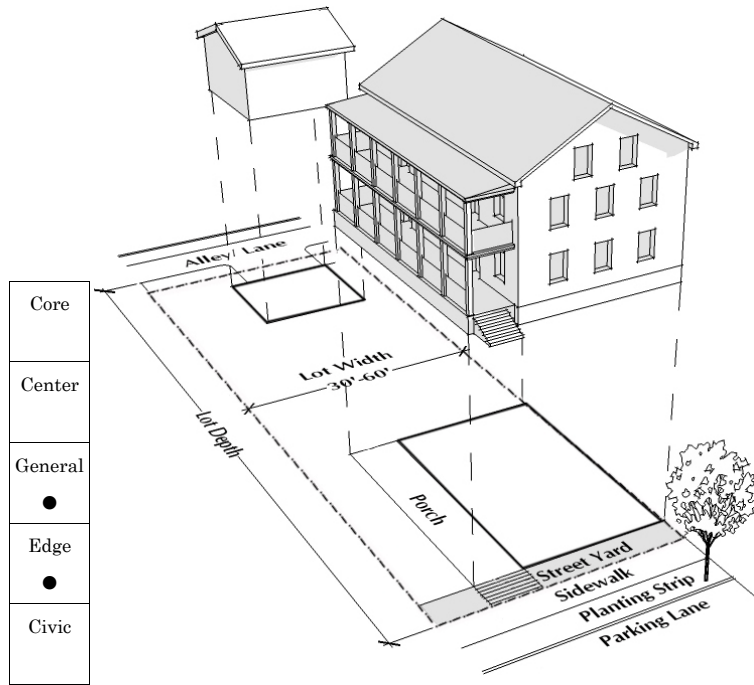 Alley/ Lane
Core
Center
General
Edge
Civic
Lot Width
30'-60'
Lot Depth
Porch
Street Yard
Sidewalk
Planting Strip
Parking Lane